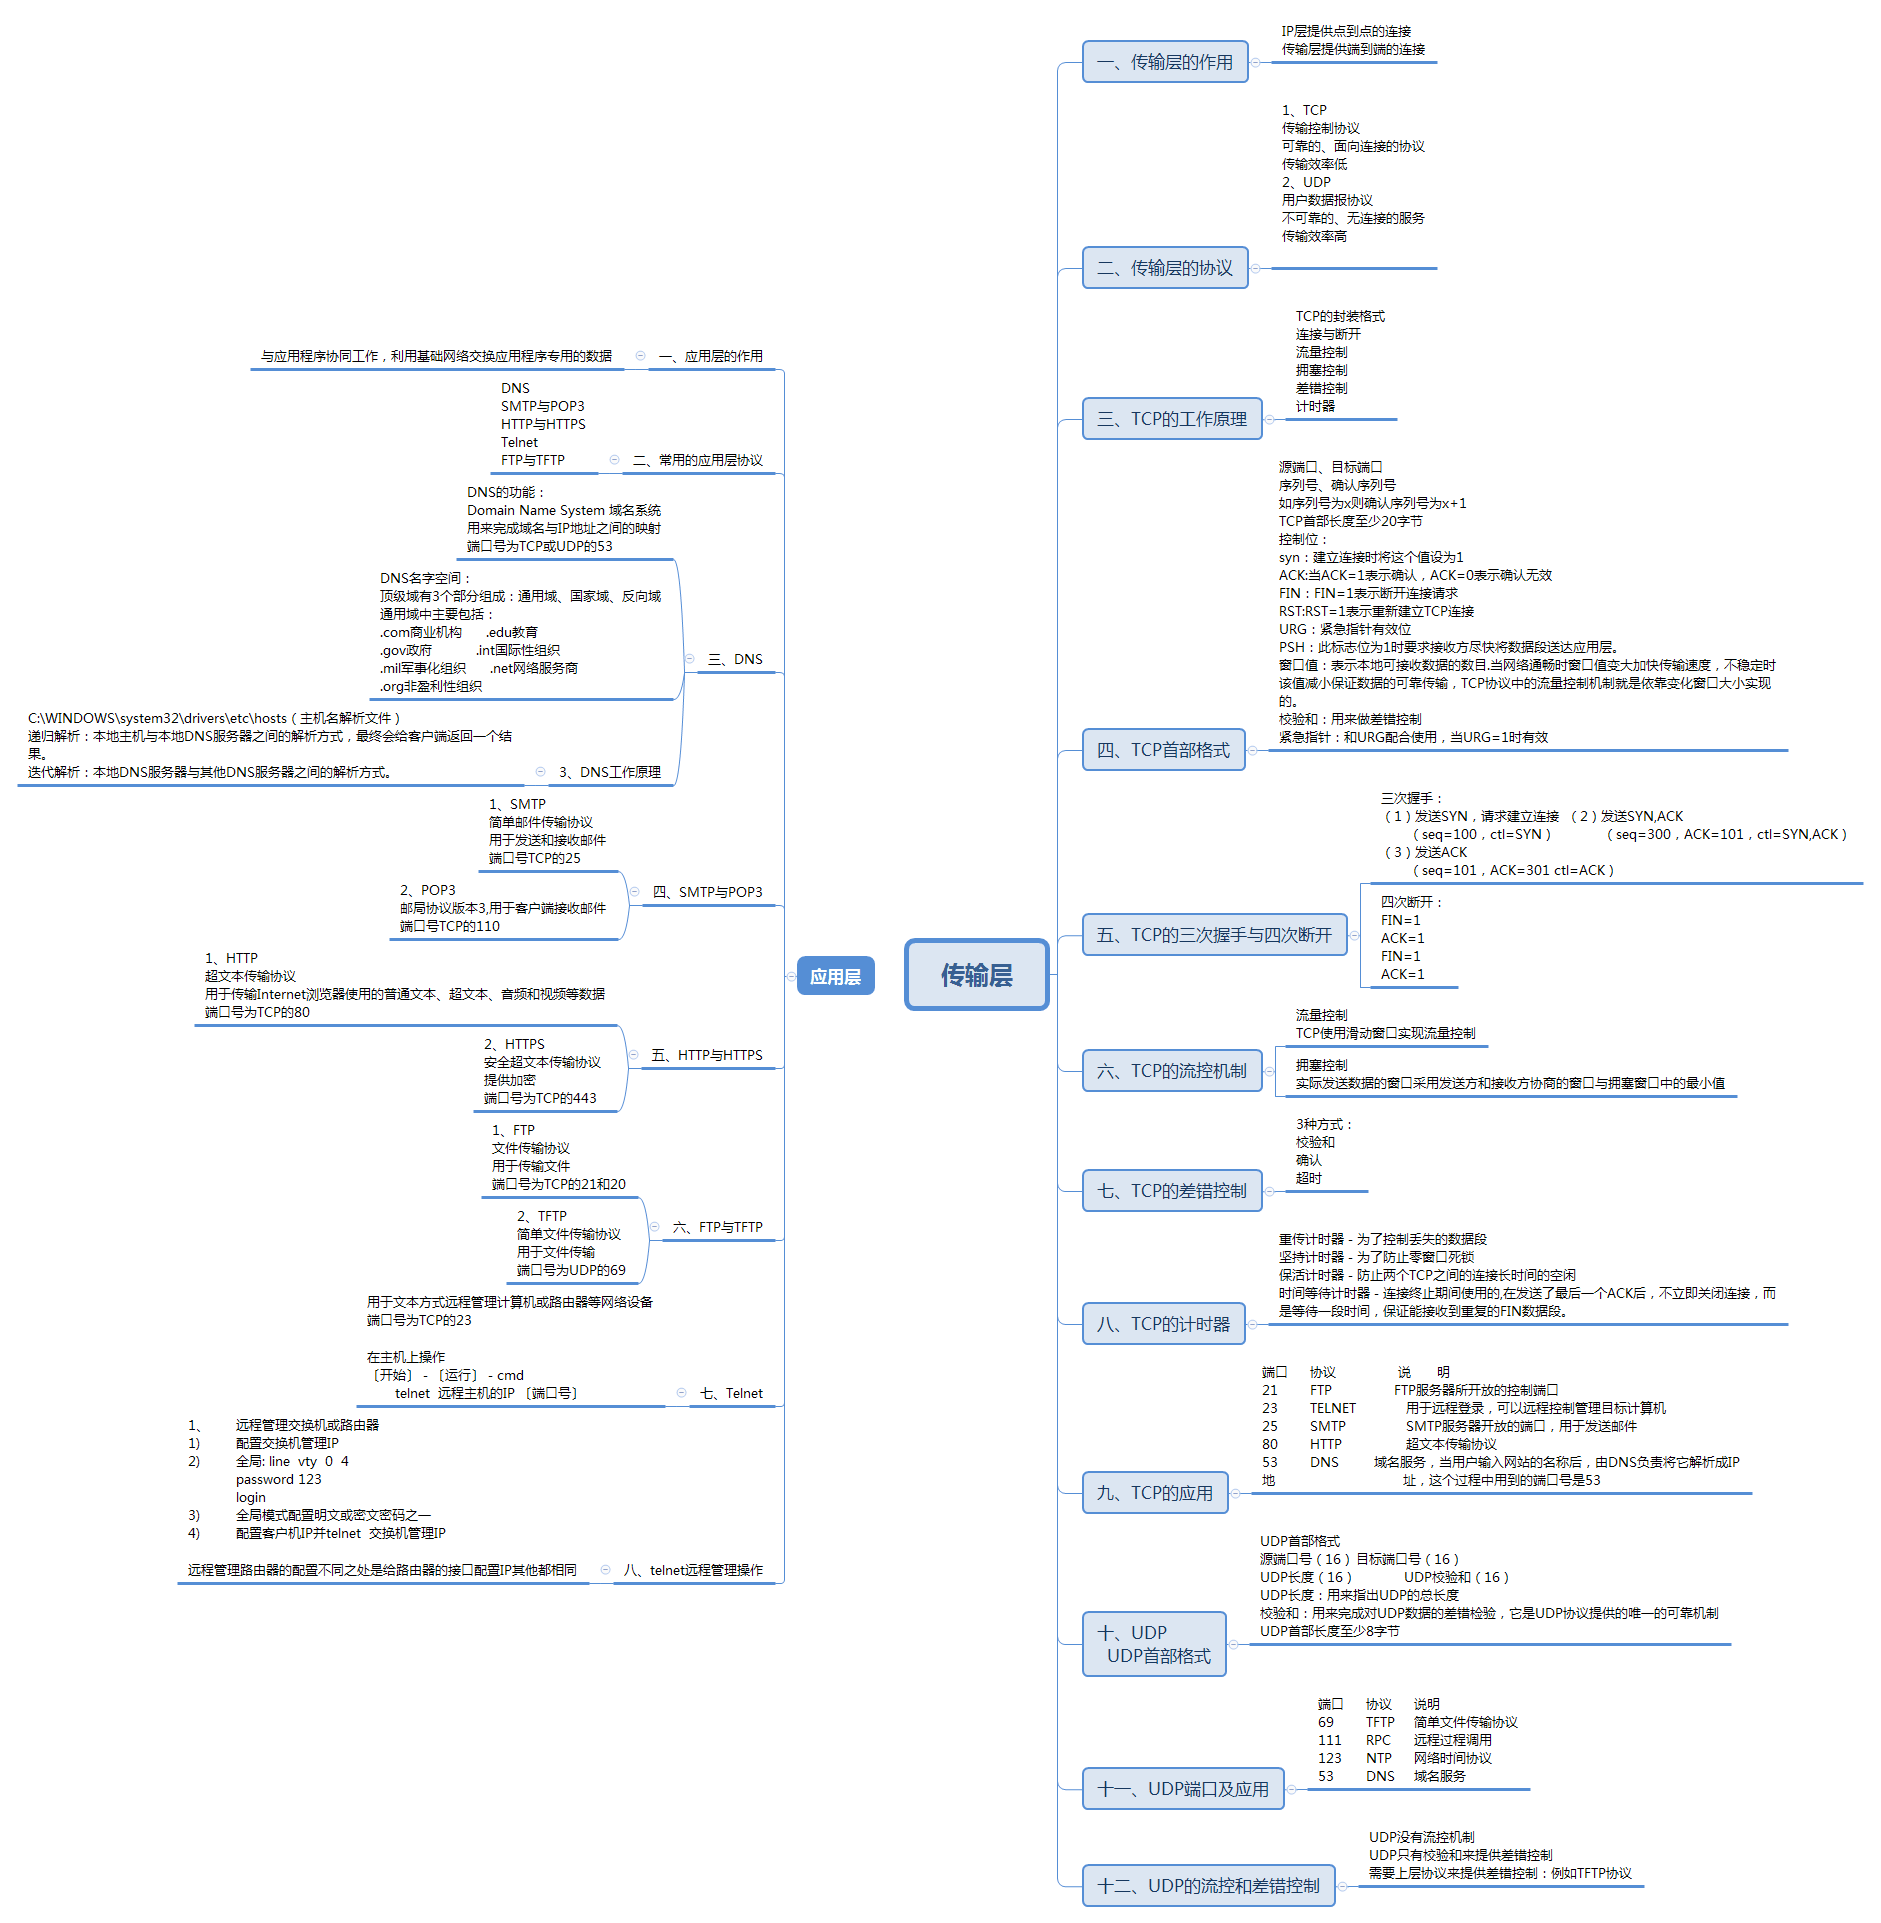 传输层
一、传输层的作用
IP层提供点到点的连接
传输层提供端到端的连接
二、传输层的协议
1、TCP
传输控制协议
可靠的、面向连接的协议
传输效率低
2、UDP
用户数据报协议
不可靠的、无连接的服务
传输效率高
三、TCP的工作原理
TCP的封装格式
连接与断开
流量控制
拥塞控制
差错控制
计时器
四、TCP首部格式
源端口、目标端口
序列号、确认序列号
如序列号为x则确认序列号为x+1
TCP首部长度至少20字节
控制位：
syn：建立连接时将这个值设为1
ACK:当ACK=1表示确认，ACK=0表示确认无效
FIN：FIN=1表示断开连接请求
RST:RST=1表示重新建立TCP连接
URG：紧急指针有效位
PSH：此标志位为1时要求接收方尽快将数据段送达应用层。
窗口值：表示本地可接收数据的数目.当网络通畅时窗口值变大加快传输速度，不稳定时
该值减小保证数据的可靠传输，TCP协议中的流量控制机制就是依靠变化窗口大小实现
的。
校验和：用来做差错控制
紧急指针：和URG配合使用，当URG=1时有效
五、TCP的三次握手与四次断开
三次握手：
（1）发送SYN，请求建立连接 （2）发送SYN,ACK
（seq=100，ctl=SYN） （seq=300，ACK=101，ctl=SYN,ACK）
（3）发送ACK
（seq=101，ACK=301 ctl=ACK）
四次断开：
FIN=1
ACK=1
FIN=1
ACK=1
六、TCP的流控机制
流量控制
TCP使用滑动窗口实现流量控制
拥塞控制
实际发送数据的窗口采用发送方和接收方协商的窗口与拥塞窗口中的最小值
七、TCP的差错控制
3种方式：
校验和
确认
超时
八、TCP的计时器
重传计时器 - 为了控制丢失的数据段
坚持计时器 - 为了防止零窗口死锁
保活计时器 - 防止两个TCP之间的连接长时间的空闲
时间等待计时器 - 连接终止期间使用的,在发送了最后一个ACK后，不立即关闭连接，而
是等待一段时间，保证能接收到重复的FIN数据段。
九、TCP的应用
端口 协议 说 明
21 FTP FTP服务器所开放的控制端口
23 TELNET 用于远程登录，可以远程控制管理目标计算机
25 SMTP SMTP服务器开放的端口，用于发送邮件
80 HTTP 超文本传输协议
53 DNS 域名服务，当用户输入网站的名称后，由DNS负责将它解析成IP
地 址，这个过程中用到的端口号是53
十、UDP
UDP首部格式
UDP首部格式
源端口号（16） 目标端口号（16）
UDP长度（16） UDP校验和（16）
UDP长度：用来指出UDP的总长度
校验和：用来完成对UDP数据的差错检验，它是UDP协议提供的唯一的可靠机制
UDP首部长度至少8字节
十一、UDP端口及应用
端口 协议 说明
69 TFTP 简单文件传输协议
111 RPC 远程过程调用
123 NTP 网络时间协议
53 DNS 域名服务
十二、UDP的流控和差错控制
UDP没有流控机制
UDP只有校验和来提供差错控制
需要上层协议来提供差错控制：例如TFTP协议
应用层
一、应用层的作用
与应用程序协同工作，利用基础网络交换应用程序专用的数据
二、常用的应用层协议
DNS
SMTP与POP3
HTTP与HTTPS
Telnet
FTP与TFTP
三、DNS
DNS的功能：
Domain Name System 域名系统
用来完成域名与IP地址之间的映射
端口号为TCP或UDP的53
DNS名字空间：
顶级域有3个部分组成：通用域、国家域、反向域
通用域中主要包括：
.com商业机构 .edu教育
.gov政府 .int国际性组织
.mil军事化组织 .net网络服务商
.org非盈利性组织
3、DNS工作原理
C:\WINDOWS\system32\drivers\etc\hosts（主机名解析文件）
递归解析：本地主机与本地DNS服务器之间的解析方式，最终会给客户端返回一个结
果。
迭代解析：本地DNS服务器与其他DNS服务器之间的解析方式。
四、SMTP与POP3
1、SMTP
简单邮件传输协议
用于发送和接收邮件
端口号TCP的25
2、POP3
邮局协议版本3,用于客户端接收邮件
端口号TCP的110
五、HTTP与HTTPS
1、HTTP
超文本传输协议
用于传输Internet浏览器使用的普通文本、超文本、音频和视频等数据
端口号为TCP的80
2、HTTPS
安全超文本传输协议
提供加密
端口号为TCP的443
六、FTP与TFTP
1、FTP
文件传输协议
用于传输文件
端口号为TCP的21和20
2、TFTP
简单文件传输协议
用于文件传输
端口号为UDP的69
七、Telnet
用于文本方式远程管理计算机或路由器等网络设备
端口号为TCP的23
在主机上操作
〔开始〕 - 〔运行〕 - cmd
telnet 远程主机的IP 〔端口号〕
八、telnet远程管理操作
1、 远程管理交换机或路由器
1) 配置交换机管理IP
2) 全局: line vty 0 4
password 123
login
3) 全局模式配置明文或密文密码之一
4) 配置客户机IP并telnet 交换机管理IP
远程管理路由器的配置不同之处是给路由器的接口配置IP其他都相同